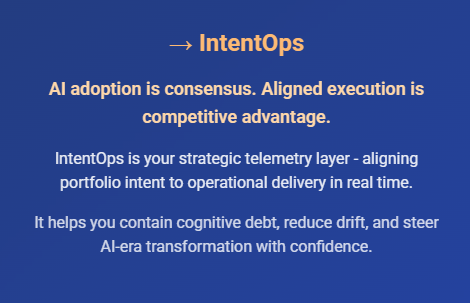 → IntentOps
AI adoption is consensus. Aligned execution is
competitive advantage.
IntentOps is your strategic telemetry layer - aligning
portfolio intent to operational delivery in real time.
It helps you contain cognitive debt, reduce drift, and steer
AI-era transformation with confidence.